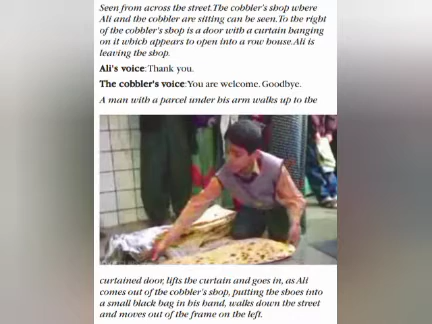 Seen from across the street. The cobbler's shop where
Ali and the cobbler are sitting can be seen. To the right
of the cobbler's shop is a door with a curtain hanging
on it which appears to open into a row house. Ali is
leaving the shop.
Ali's voice: Thank you.
The cobbler's voice: You are welcome. Goodbye.
A man with a parcel under his arm walks up to the
curtained door, lifts the curtain and goes in, as Ali
comes out of the cobbler's shop, putting the shoes into
a small black bag in his hand, walks down the street
and moves out of the frame on the left.